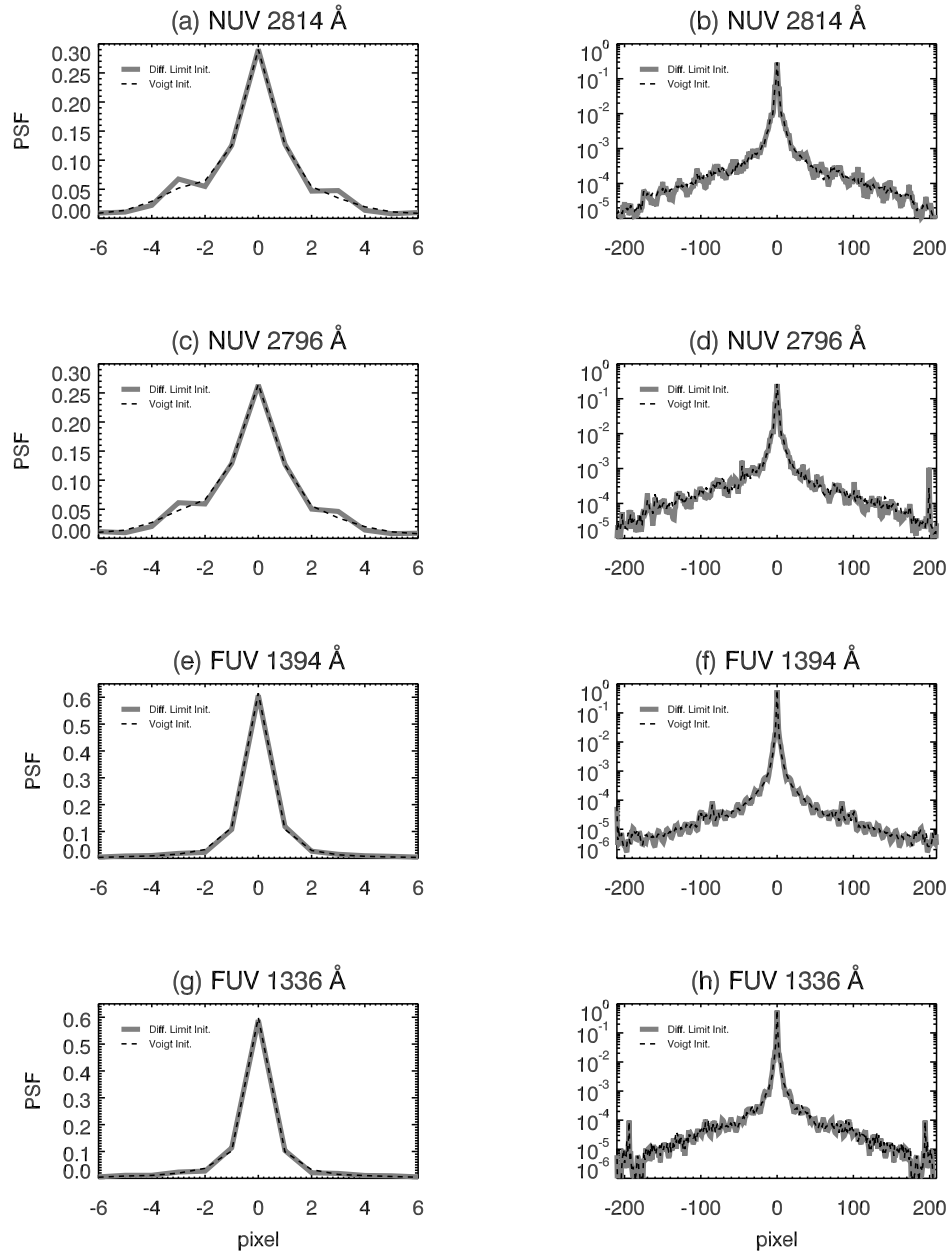 (a) NUV 2814 Å
PSF
0.30
0.25
0.20
0.15
0.10
0.05
0.00
Diff. Limit Init.
Voigt Init.
-6 -4 -2 0 2 4 6
(b) NUV 2814 Å
10^0
10^-1
10^-2
10^-3
10^-4
10^-5
Diff. Limit Init.
Voigt Init.
-200 -100 0 100 200
(c) NUV 2796 Å
PSF
0.30
0.25
0.20
0.15
0.10
0.05
0.00
Diff. Limit Init.
Voigt Init.
-6 -4 -2 0 2 4 6
(d) NUV 2796 Å
10^0
10^-1
10^-2
10^-3
10^-4
10^-5
Diff. Limit Init.
Voigt Init.
-200 -100 0 100 200
(e) FUV 1394 Å
PSF
0.6
0.5
0.4
0.3
0.2
0.1
0.0
Diff. Limit Init.
Voigt Init.
-6 -4 -2 0 2 4 6
(f) FUV 1394 Å
10^0
10^-1
10^-2
10^-3
10^-4
10^-5
10^-6
Diff. Limit Init.
Voigt Init.
-200 -100 0 100 200
(g) FUV 1336 Å
PSF
0.6
0.5
0.4
0.3
0.2
0.1
0.0
Diff. Limit Init.
Voigt Init.
-6 -4 -2 0 2 4 6
pixel
(h) FUV 1336 Å
10^0
10^-1
10^-2
10^-3
10^-4
10^-5
10^-6
Diff. Limit Init.
Voigt Init.
-200 -100 0 100 200
pixel